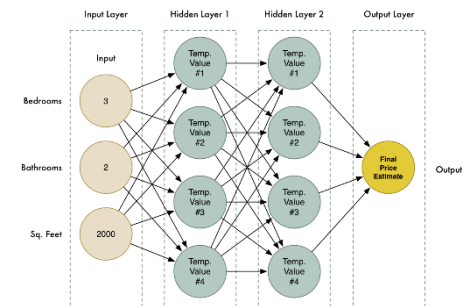 Input Layer
Hidden Layer 1
Hidden Layer 2
Output Layer
Input
Bedrooms
3
Bathrooms
2
Sq. Feet
2000
Temp.
Value
#1
Temp.
Value
#2
Temp.
Value
#3
Temp.
Value
#4
Temp.
Value
#1
Temp.
Value
#2
Temp.
Value
#3
Temp.
Value
#4
Final
Price
Estimate
Output